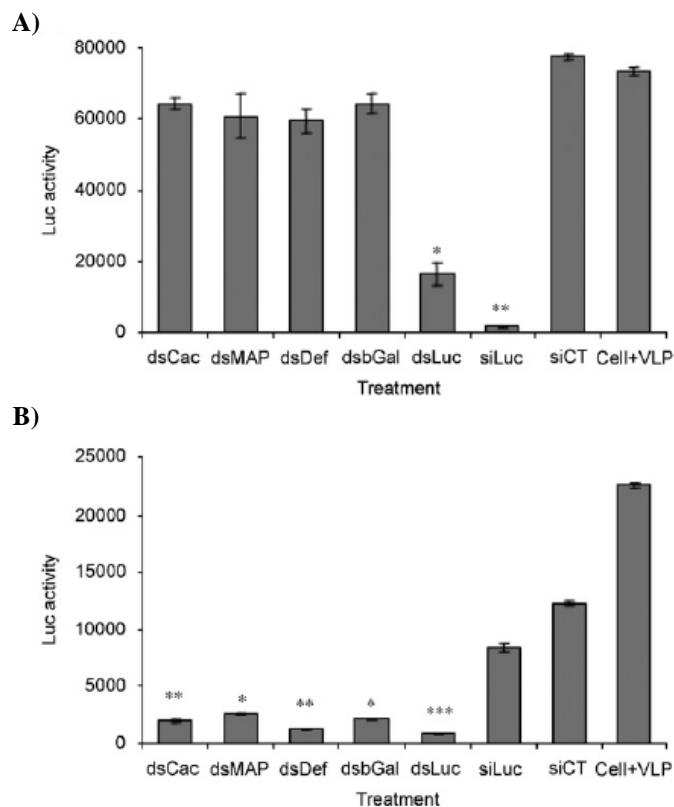 A)
80000
60000
40000
20000
0
Luc activity
*
**
dsCac dsMAP dsDef dsbGal dsLuc siLuc siCT Cell+VLP
Treatment
B)
25000
20000
15000
10000
5000
0
Luc activity
** * ** * ***
dsCac dsMAP dsDef dsbGal dsLuc siLuc siCT Cell+VLP
Treatment